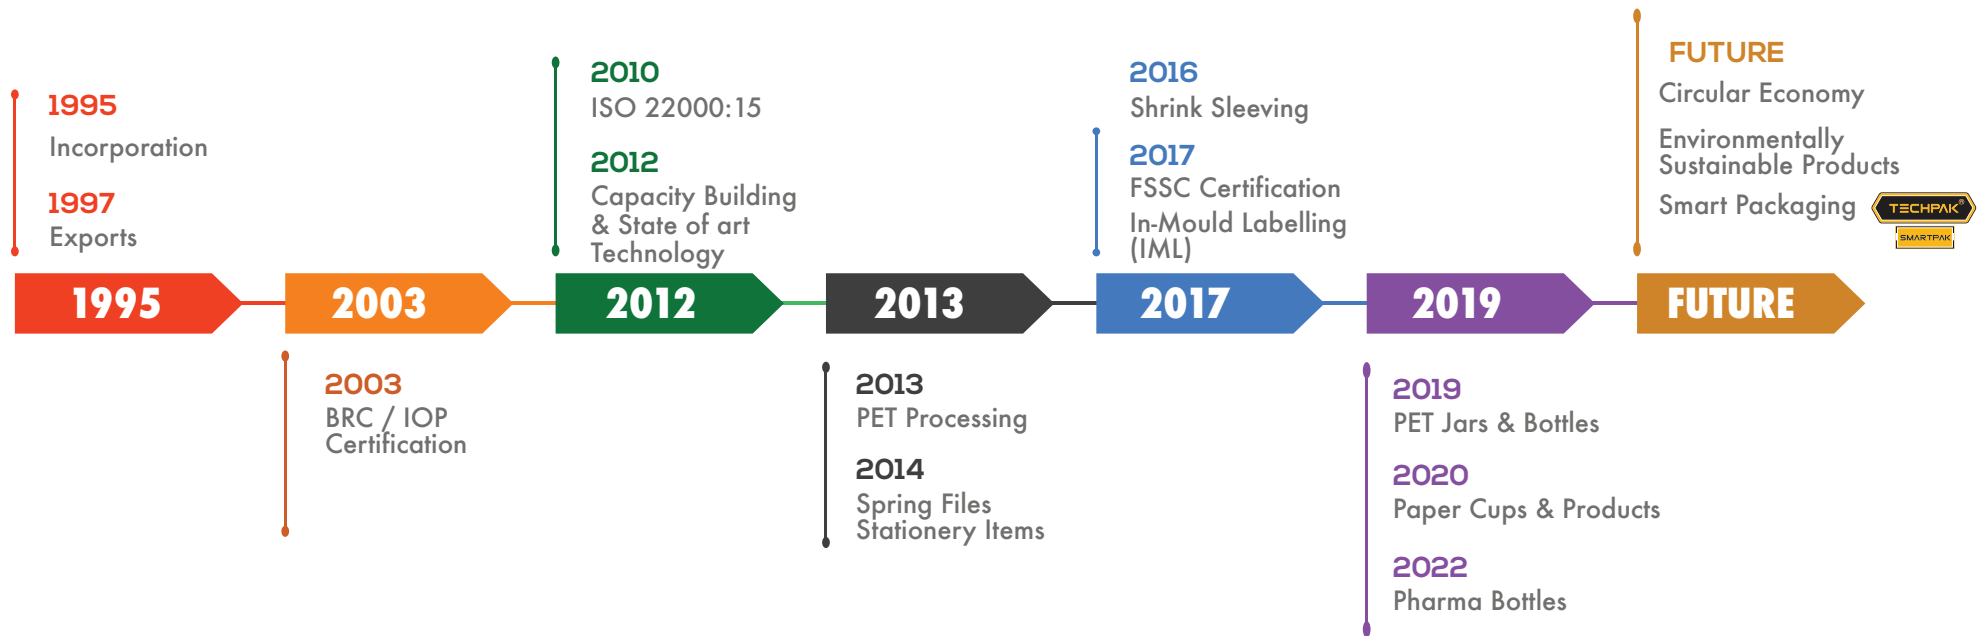 1995
Incorporation
1997
Exports
2010
ISO 22000:15
2012
Capacity Building
& State of art
Technology
2016
Shrink Sleeving
2017
FSSC Certification
In-Mould Labelling
(IML)
FUTURE
Circular Economy
Environmentally
Sustainable Products
Smart Packaging
TECHPAK®
SMARTPAK
1995
2003
2012
2013
2017
2019
FUTURE
2003
BRC / IOP
Certification
2013
PET Processing
2014
Spring Files
Stationery Items
2019
PET Jars & Bottles
2020
Paper Cups & Products
2022
Pharma Bottles